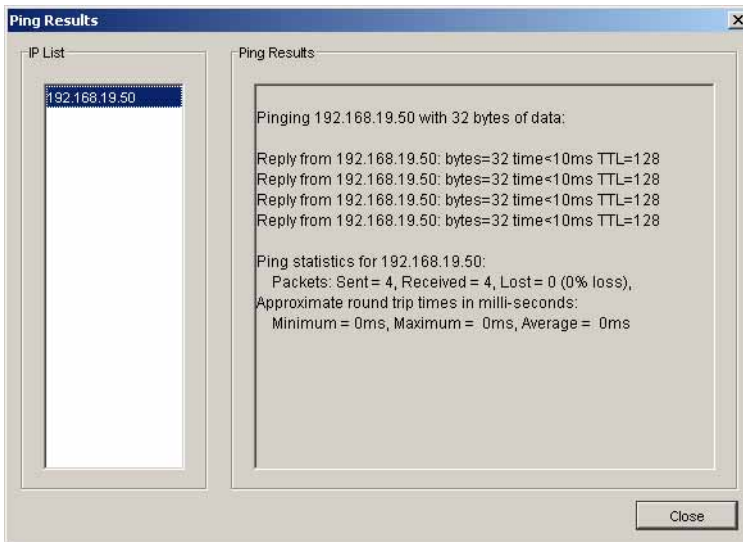 Ping Results
IP List
192.168.19.50
Ping Results
Pinging 192.168.19.50 with 32 bytes of data:
Reply from 192.168.19.50: bytes=32 time<10ms TTL=128
Reply from 192.168.19.50: bytes=32 time<10ms TTL=128
Reply from 192.168.19.50: bytes=32 time<10ms TTL=128
Reply from 192.168.19.50: bytes=32 time<10ms TTL=128
Ping statistics for 192.168.19.50:
Packets: Sent = 4, Received = 4, Lost = 0 (0% loss),
Approximate round trip times in milli-seconds:
Minimum = 0ms, Maximum =  0ms, Average =  0ms
Close